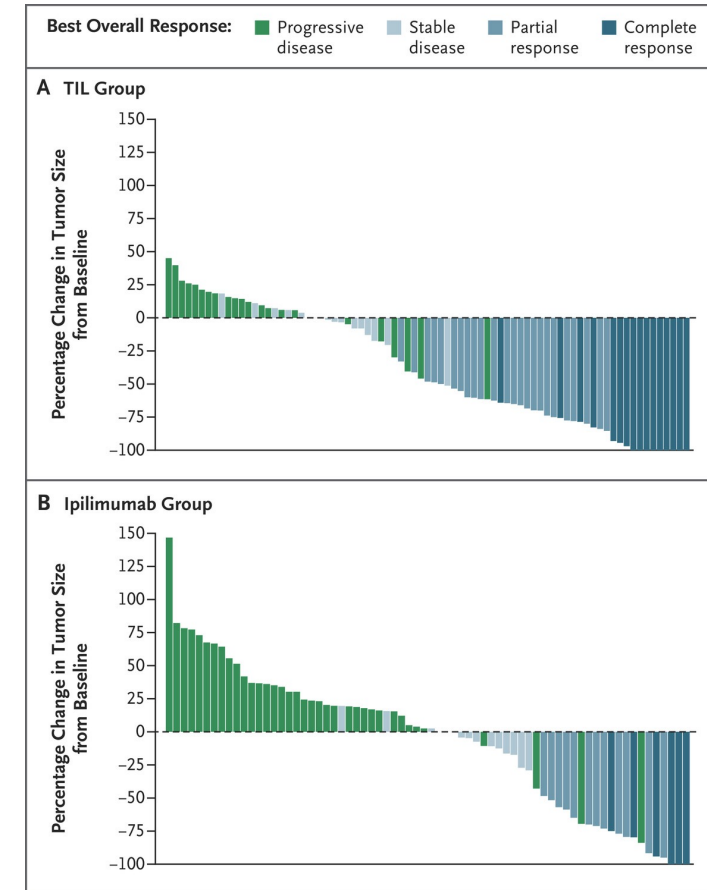 Best Overall Response:
Progressive disease
Stable disease
Partial response
Complete response
A TIL Group
Percentage Change in Tumor Size
from Baseline
150
125
100
75
50
25
0
−25
−50
−75
−100
B Ipilimumab Group
Percentage Change in Tumor Size
from Baseline
150
125
100
75
50
25
0
−25
−50
−75
−100